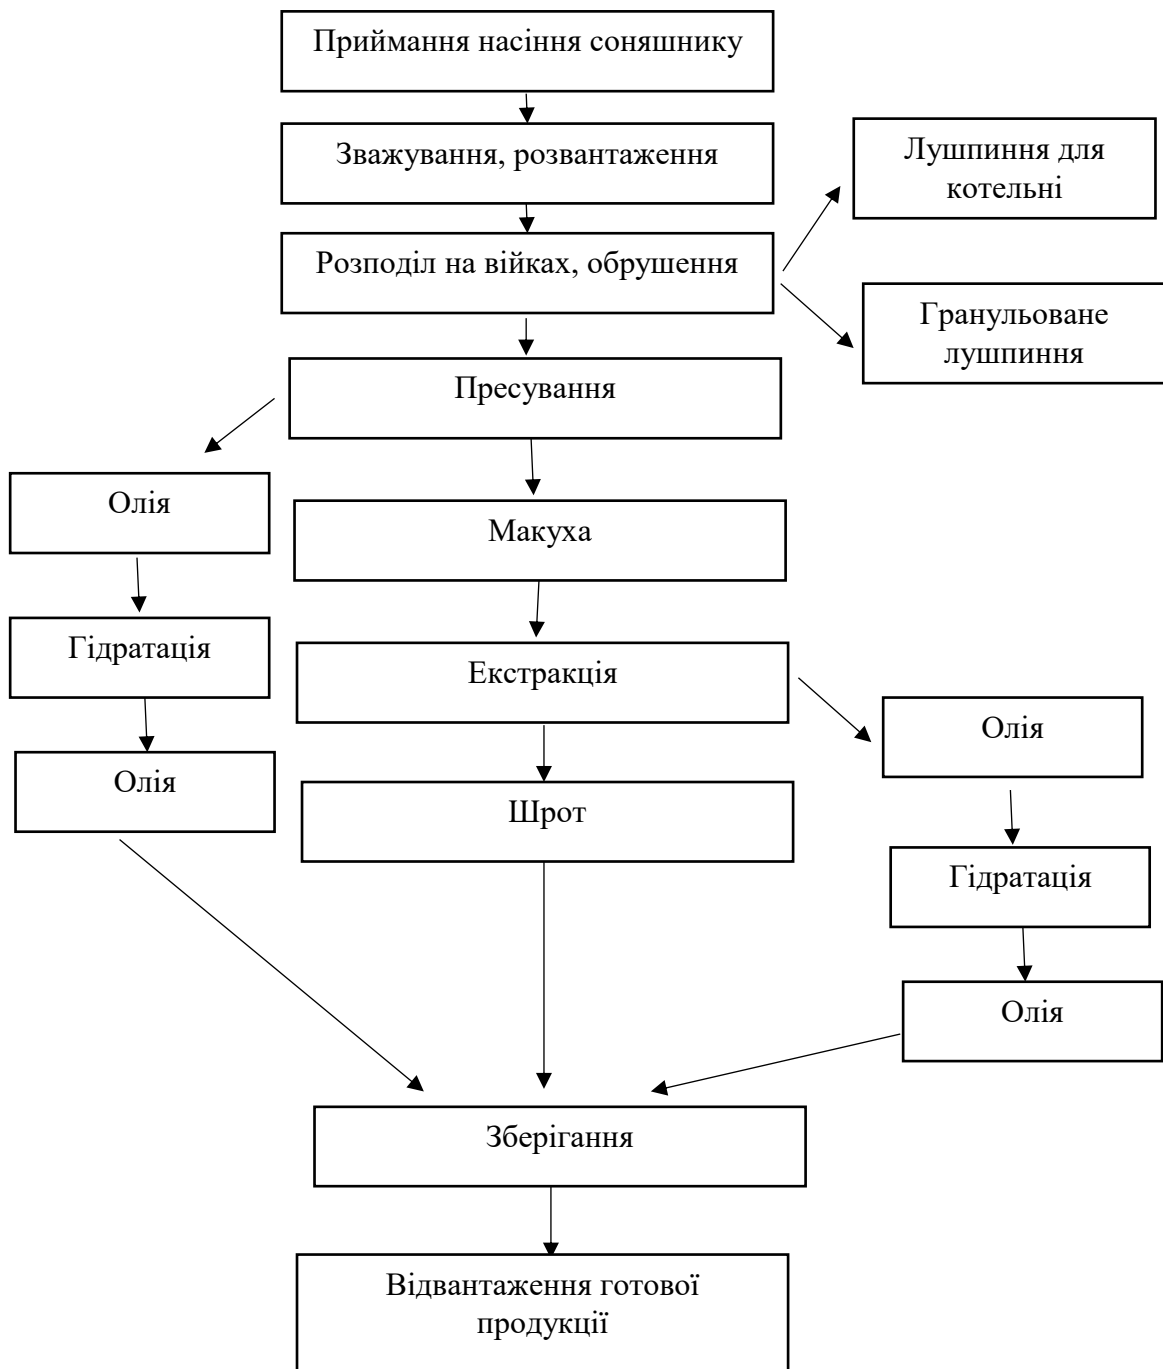 Приймання насіння соняшнику
Зважування, розвантаження
Лушпиння для
котельні
Розподіл на війках, обрушення
Гранульоване
лушпиння
Пресування
Олія
Макуха
Гідратація
Екстракція
Олія
Олія
Шрот
Гідратація
Олія
Зберігання
Відвантаження готової
продукції